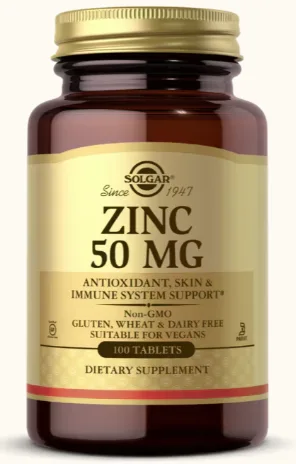 SOLGAR®
Since 1947
ZINC
50 MG
ANTIOXIDANT, SKIN &
IMMUNE SYSTEM SUPPORT*
NON-GMO
GLUTEN, WHEAT & DAIRY FREE
SUITABLE FOR VEGANS
100 TABLETS
DIETARY SUPPLEMENT